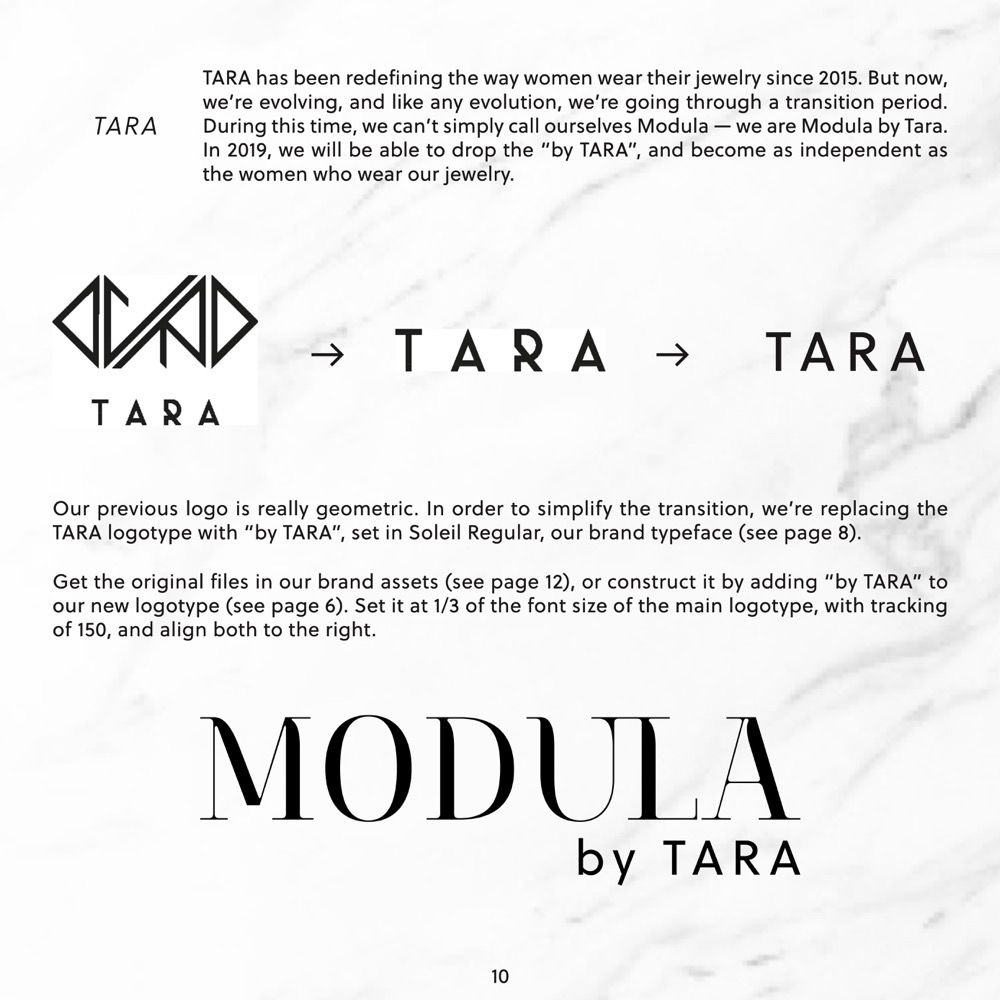 TARA
TARA has been redefining the way women wear their jewelry since 2015. But now,
we’re evolving, and like any evolution, we’re going through a transition period.
During this time, we can’t simply call ourselves Modula — we are Modula by Tara.
In 2019, we will be able to drop the “by TARA”, and become as independent as
the women who wear our jewelry.
TARA
→ TARA → TARA
Our previous logo is really geometric. In order to simplify the transition, we’re replacing the
TARA logotype with “by TARA”, set in Soleil Regular, our brand typeface (see page 8).
Get the original files in our brand assets (see page 12), or construct it by adding “by TARA” to
our new logotype (see page 6). Set it at 1/3 of the font size of the main logotype, with tracking
of 150, and align both to the right.
MODULA
by TARA
10